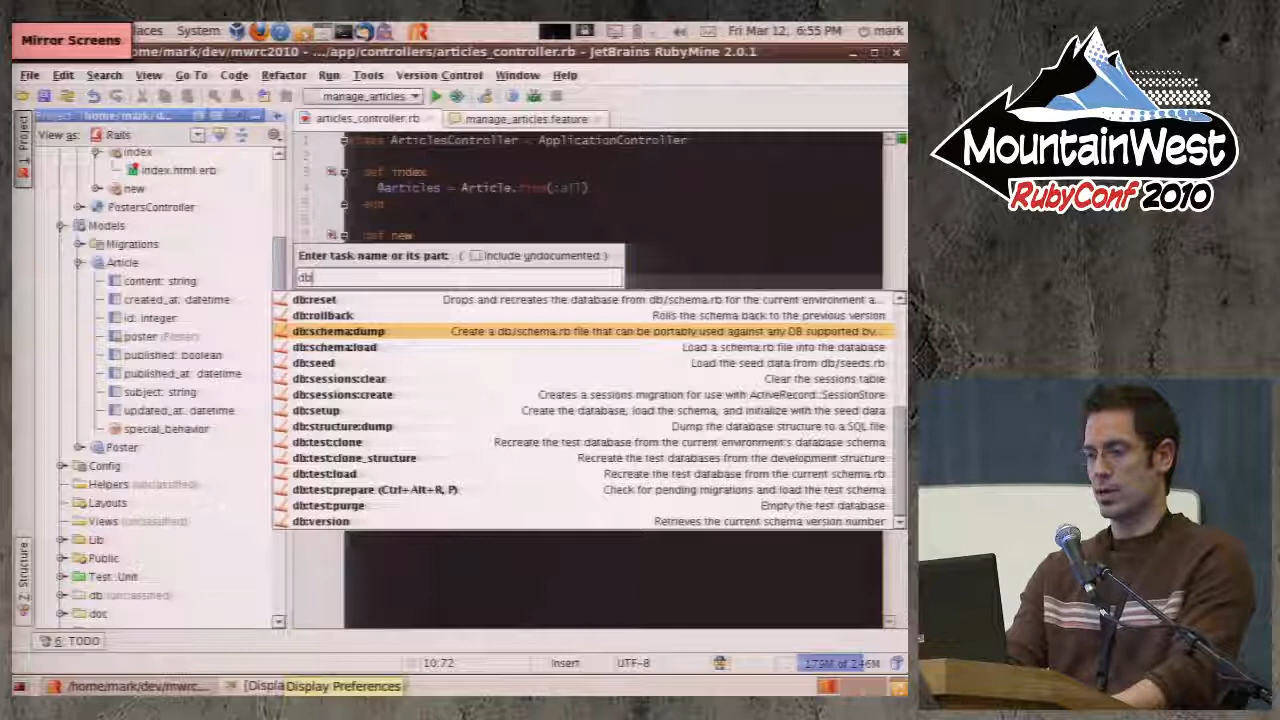 Mirror Screens
System
Fri Mar 12, 6:55 PM
mark
/home/mark/dev/mwrc2010 - .../app/controllers/articles_controller.rb - JetBrains RubyMine 2.0.1
File Edit Search View Go To Code Refactor Run Tools Version Control Window Help
manage_articles
articles_controller.rb
manage_articles.feature
1: Project
View as: Rails
index
index.html.erb
new
PostersController
Models
Migrations
Article
content: string
created_at: datetime
id: integer
poster (Poster)
published: boolean
published_at: datetime
subject: string
updated_at: datetime
special_behavior
Poster
Config
Helpers (unclassified)
Layouts
Views (unclassified)
Lib
Public
Test::Unit
db (unclassified)
doc
class ArticlesController < ApplicationController
def index
@articles = Article.find(:all)
end
def new
Enter task name or its part: ( Include undocumented )
db
db:reset Drops and recreates the database from db/schema.rb for the current environment a...
db:rollback Rolls the schema back to the previous version
db:schema:dump Create a db/schema.rb file that can be portably used against any DB supported by...
db:schema:load Load a schema.rb file into the database
db:seed Load the seed data from db/seeds.rb
db:sessions:clear Clear the sessions table
db:sessions:create Creates a sessions migration for use with ActiveRecord::SessionStore
db:setup Create the database, load the schema, and initialize with the seed data
db:structure:dump Dump the database structure to a SQL file
db:test:clone Recreate the test database from the current environment's database schema
db:test:clone_structure Recreate the test databases from the development structure
db:test:load Recreate the test database from the current schema.rb
db:test:prepare (Ctrl+Alt+R, P) Check for pending migrations and load the test schema
db:test:purge Empty the test database
db:version Retrieves the current schema version number
Z: Structure
6: TODO
10:72 Insert UTF-8 179M of 246M
/home/mark/dev/mwrc...
[Displa
Display Preferences
MountainWest
RubyConf 2010